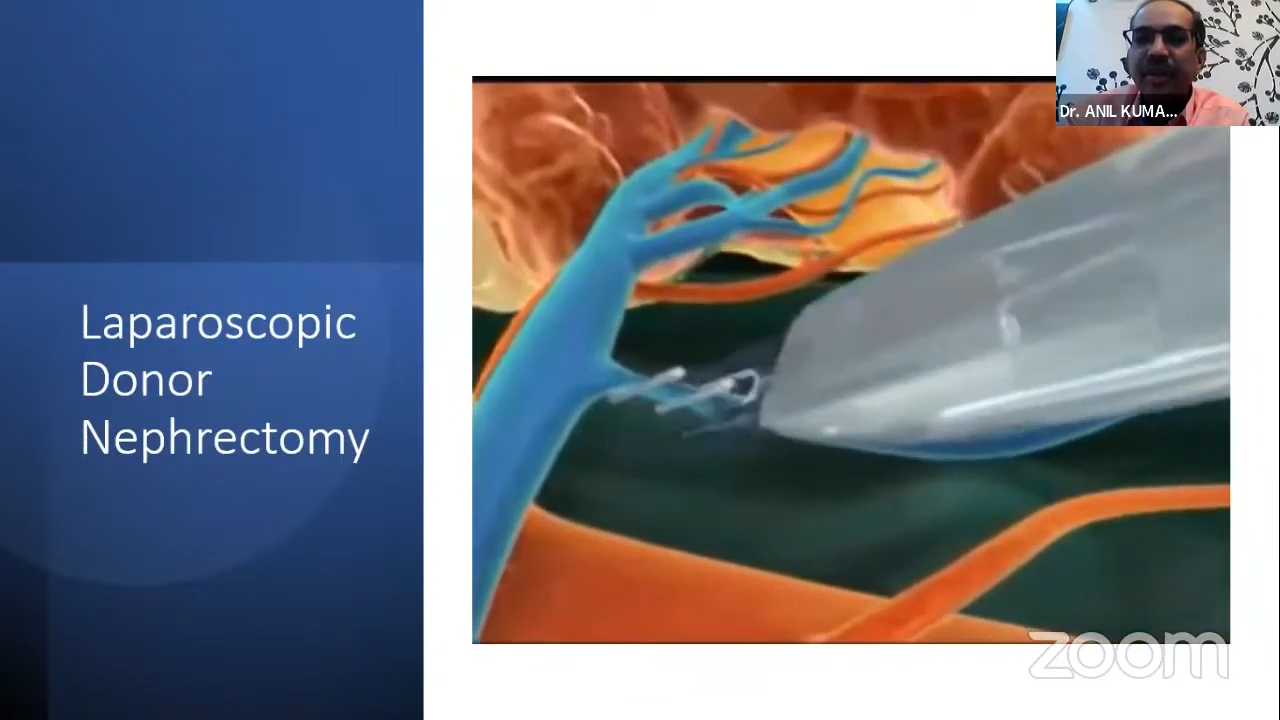 Laparoscopic
Donor
Nephrectomy
Dr. ANIL KUMA...
zoom